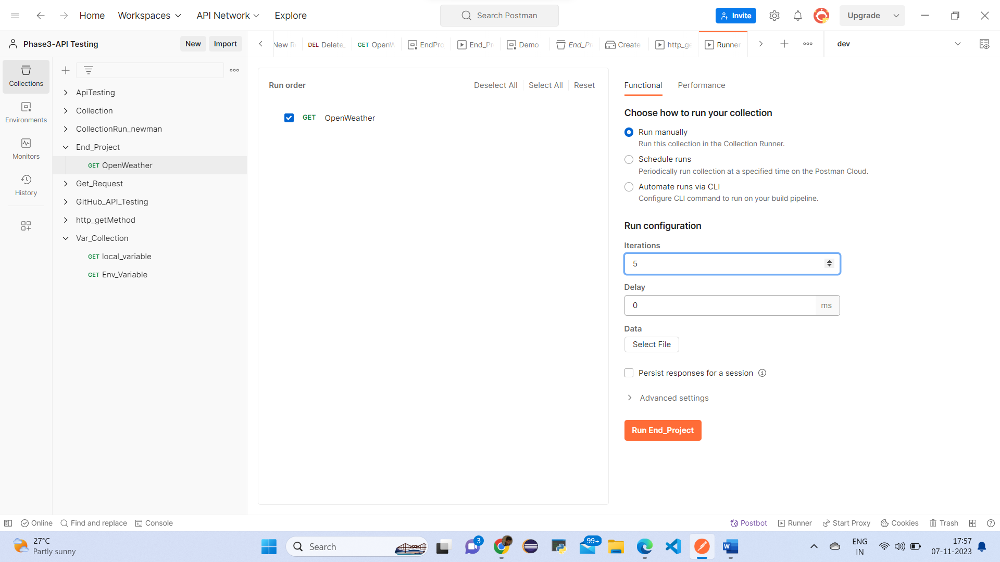 Home
Workspaces
API Network
Explore
Search Postman
Invite
Upgrade
Phase3-API Testing
New
Import
New R
DEL Delete_
GET OpenW
EndPro
End_Pr
Demo
End_Pr
Create
http_ge
Runner
dev
Collections
Environments
Monitors
History
ApiTesting
Collection
CollectionRun_newman
End_Project
GET OpenWeather
Get_Request
GitHub_API_Testing
http_getMethod
Var_Collection
GET local_variable
GET Env_Variable
Run order
Deselect All
Select All
Reset
GET OpenWeather
Functional
Performance
Choose how to run your collection
Run manually
Run this collection in the Collection Runner.
Schedule runs
Periodically run collection at a specified time on the Postman Cloud.
Automate runs via CLI
Configure CLI command to run on your build pipeline.
Run configuration
Iterations
5
Delay
0 ms
Data
Select File
Persist responses for a session
Advanced settings
Run End_Project
Online
Find and replace
Console
Postbot
Runner
Start Proxy
Cookies
Trash
27°C
Partly sunny
Search
3
99+
ENG
IN
17:57
07-11-2023